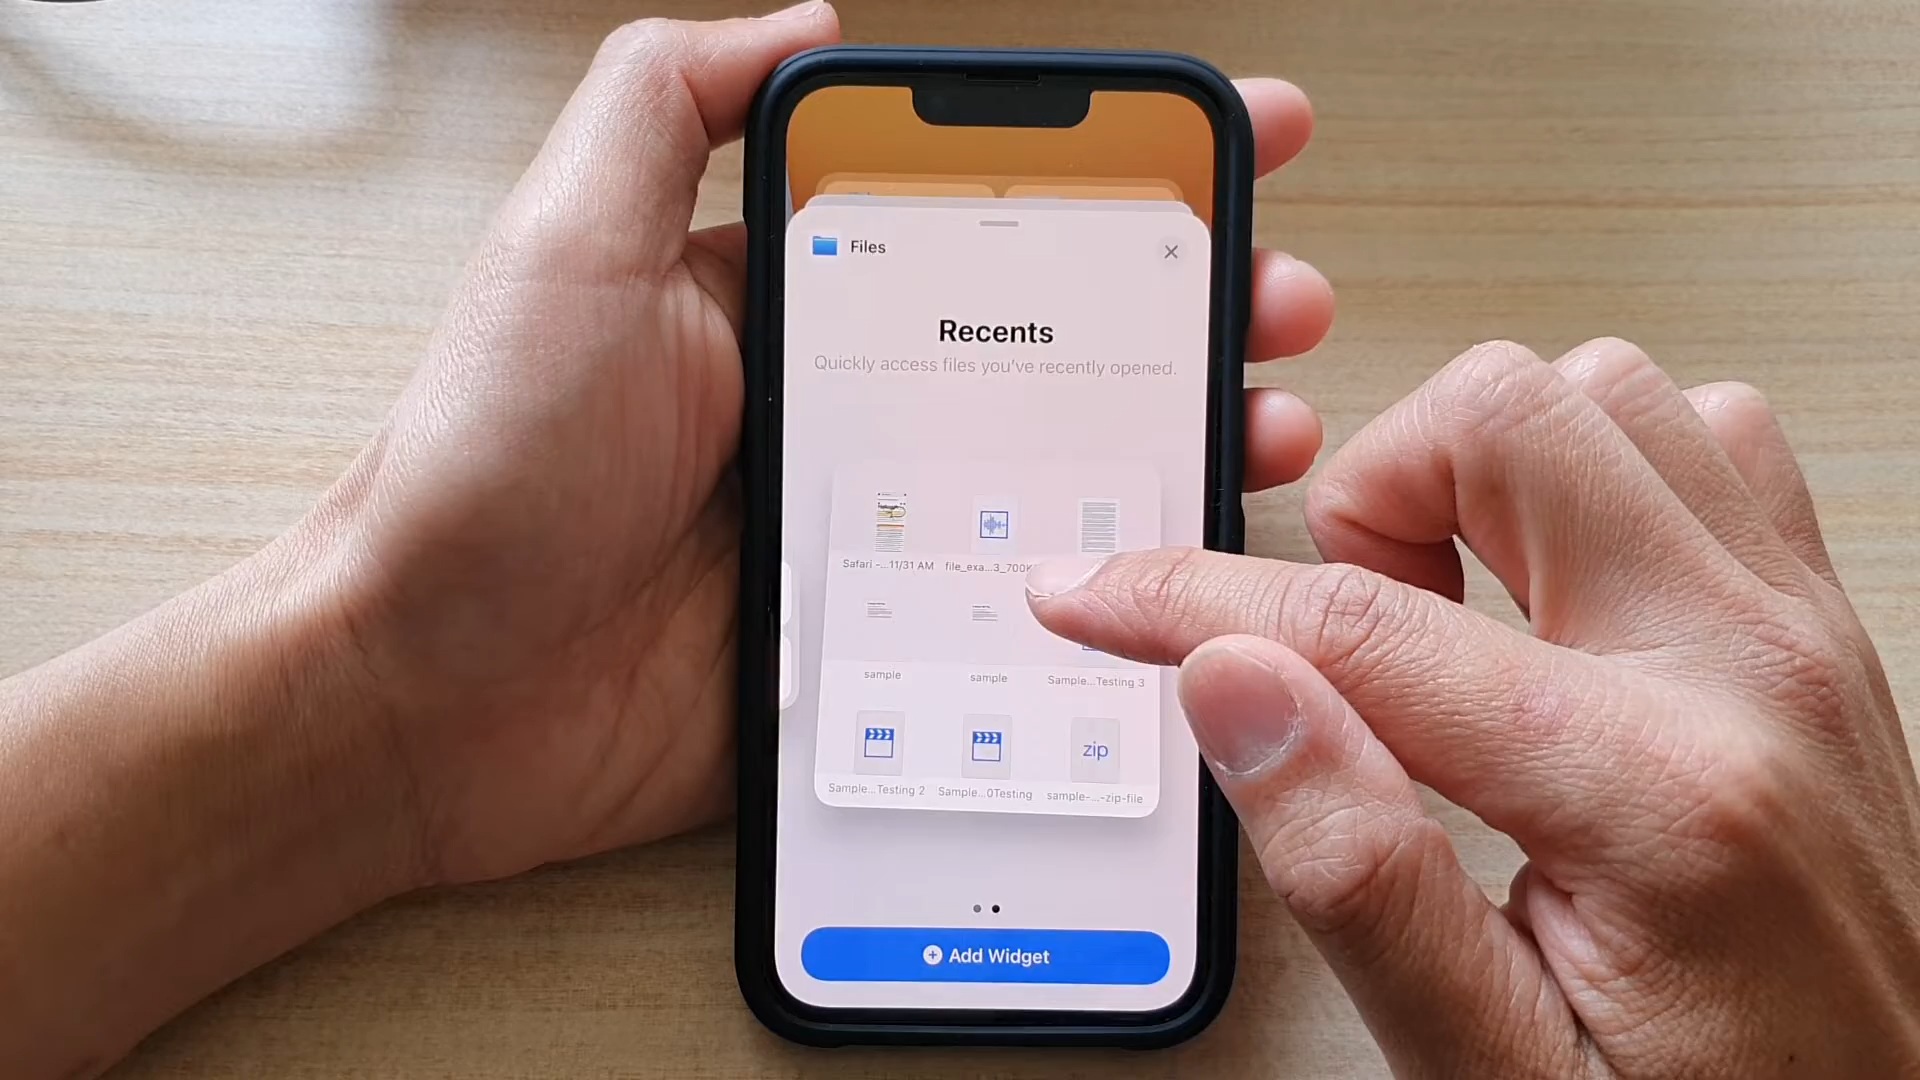 Files
Recents
Quickly access files you've recently opened.
Safari -...11/31 AM
file_exa...3_700K
sample
sample
Sample...Testing 3
zip
Sample...Testing 2
Sample...0Testing
sample-...-zip-file
Add Widget